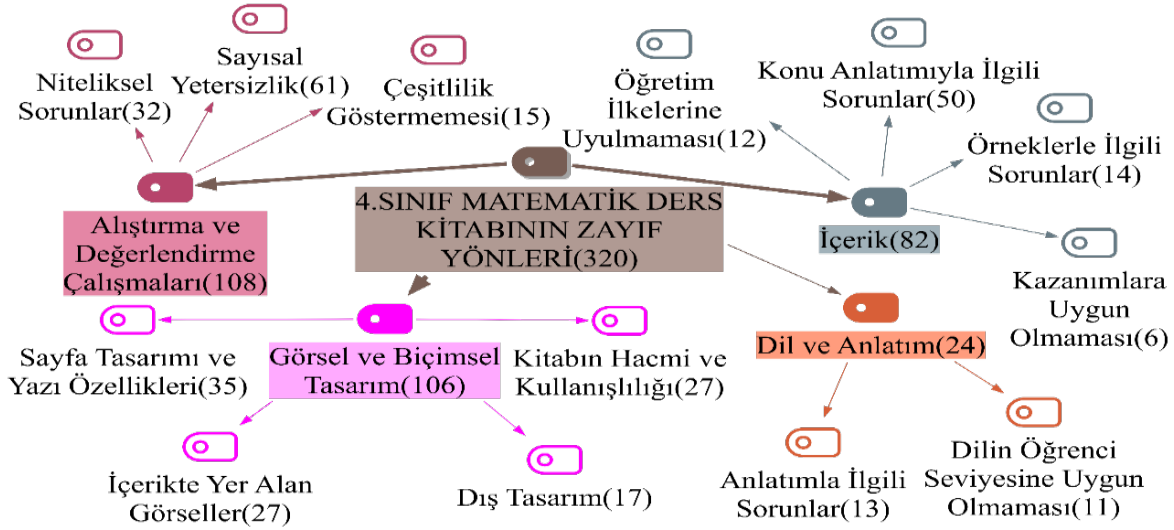 Niteliksel
Sorunlar(32)
Sayısal
Yetersizlik(61)
Çeşitlilik
Göstermemesi(15)
Öğretim
İlkelerine
Uyulmaması(12)
Konu Anlatımıyla İlgili
Sorunlar(50)
Örneklerle İlgili
Sorunlar(14)
Alıştırma ve
Değerlendirme
Çalışmaları(108)
4.SINIF MATEMATİK DERS
KİTABININ ZAYIF
YÖNLERİ(320)
İçerik(82)
Kazanımlara
Uygun
Olmaması(6)
Sayfa Tasarımı ve
Yazı Özellikleri(35)
Görsel ve Biçimsel
Tasarım(106)
Kitabın Hacmi ve
Kullanışlılığı(27)
Dil ve Anlatım(24)
İçerikte Yer Alan
Görseller(27)
Dış Tasarım(17)
Anlatımla İlgili
Sorunlar(13)
Dilin Öğrenci
Seviyesine Uygun
Olmaması(11)